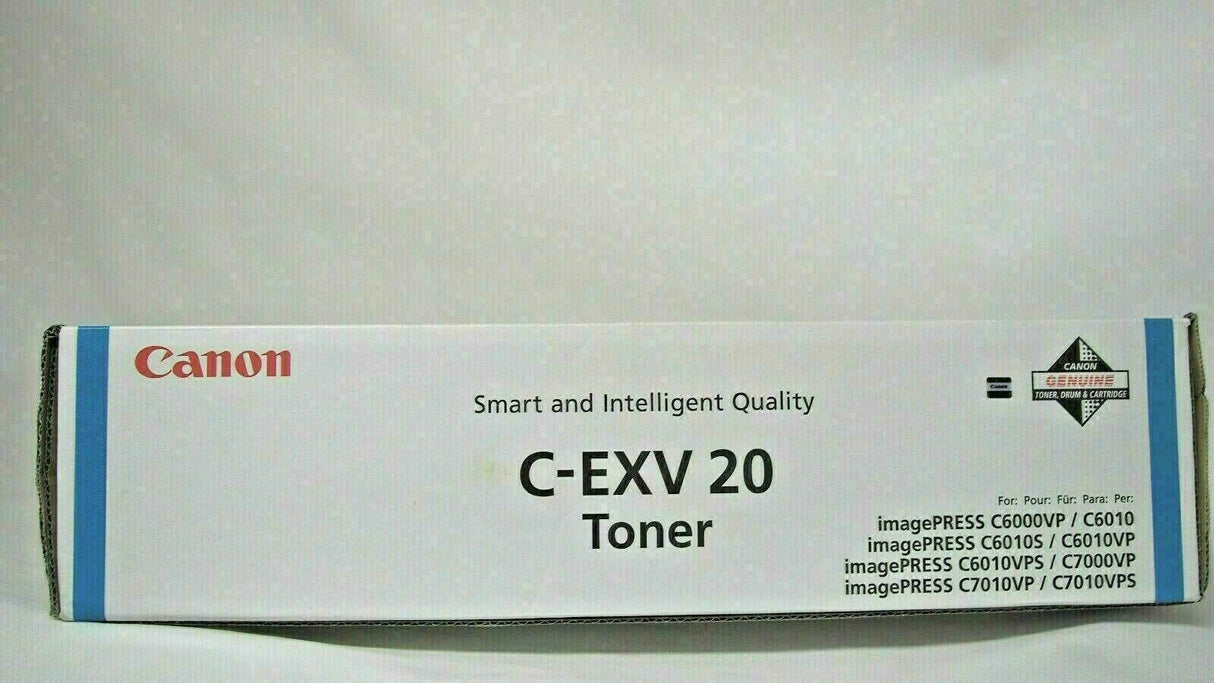 Canon
Smart and Intelligent Quality
C-EXV 20
Toner
Canon
CANON
GENUINE
TONER, DRUM & CARTRIDGE
For: Pour: Für: Para: Per:
imagePRESS C6000VP / C6010
imagePRESS C6010S / C6010VP
imagePRESS C6010VPS / C7000VP
imagePRESS C7010VP / C7010VPS